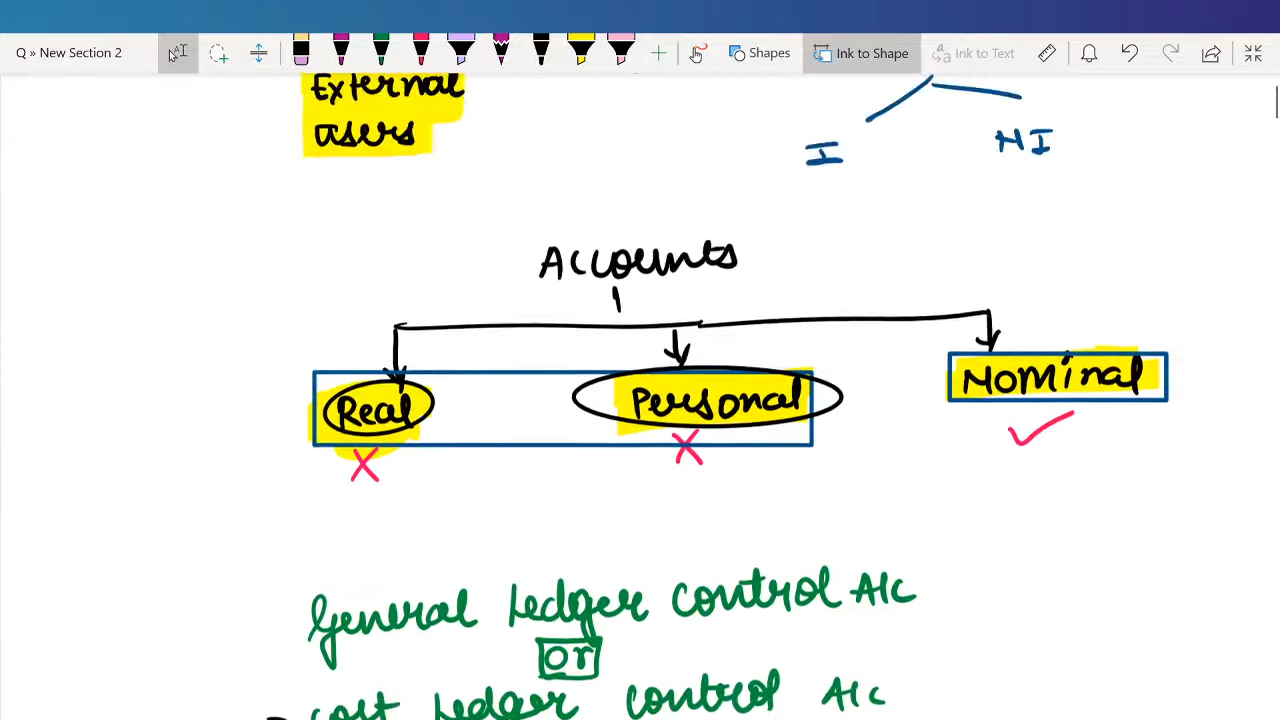 Q » New Section 2
Shapes
Ink to Shape
Ink to Text
External
users
I
NI
Accounts
Real
Personal
Nominal
General Ledger control A/C
or
cost Ledger control A/C